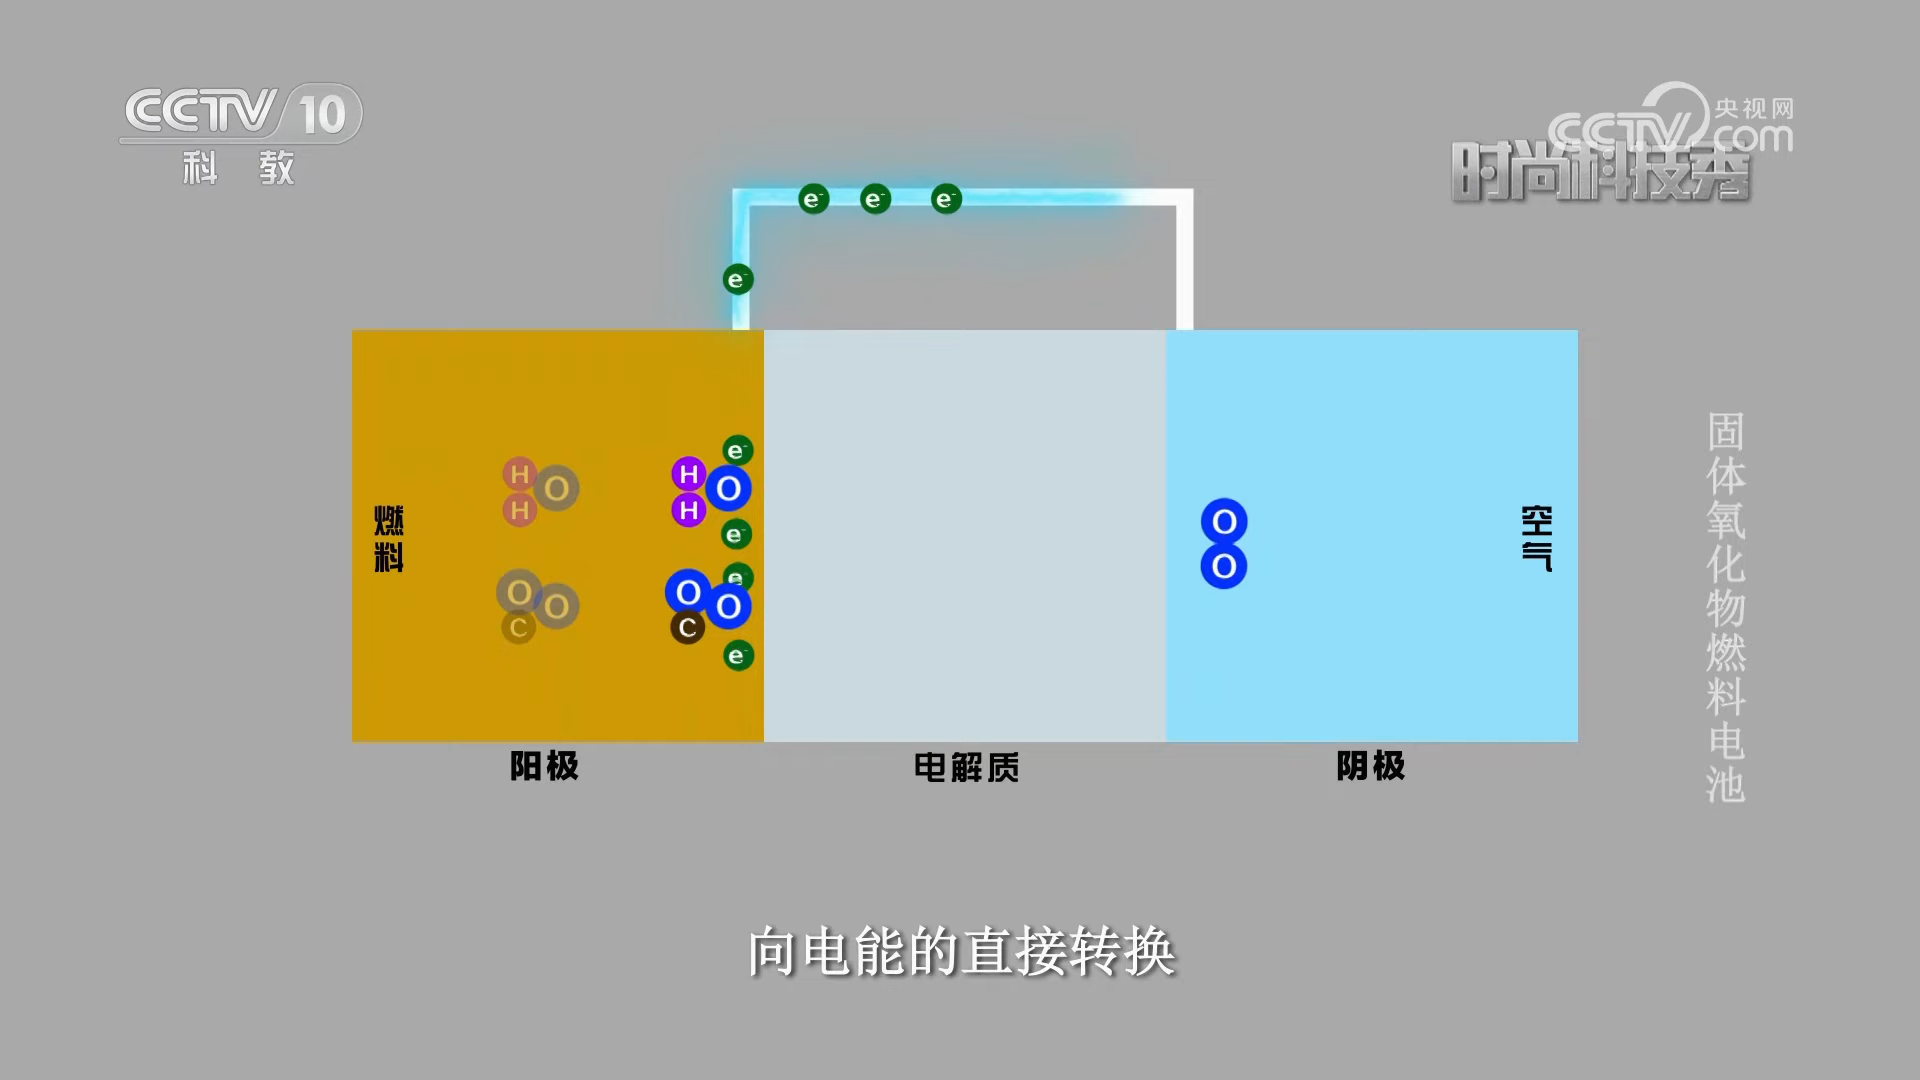 CCTV 10
科教
央视网
CCTV com
时尚科技秀
e⁻ e⁻ e⁻
e⁻
e⁻
H O H O
H H
e⁻
O O O e⁻ O
C C
e⁻
O
O
燃料
空气
阳极 电解质 阴极
固体氧化物燃料电池
向电能的直接转换